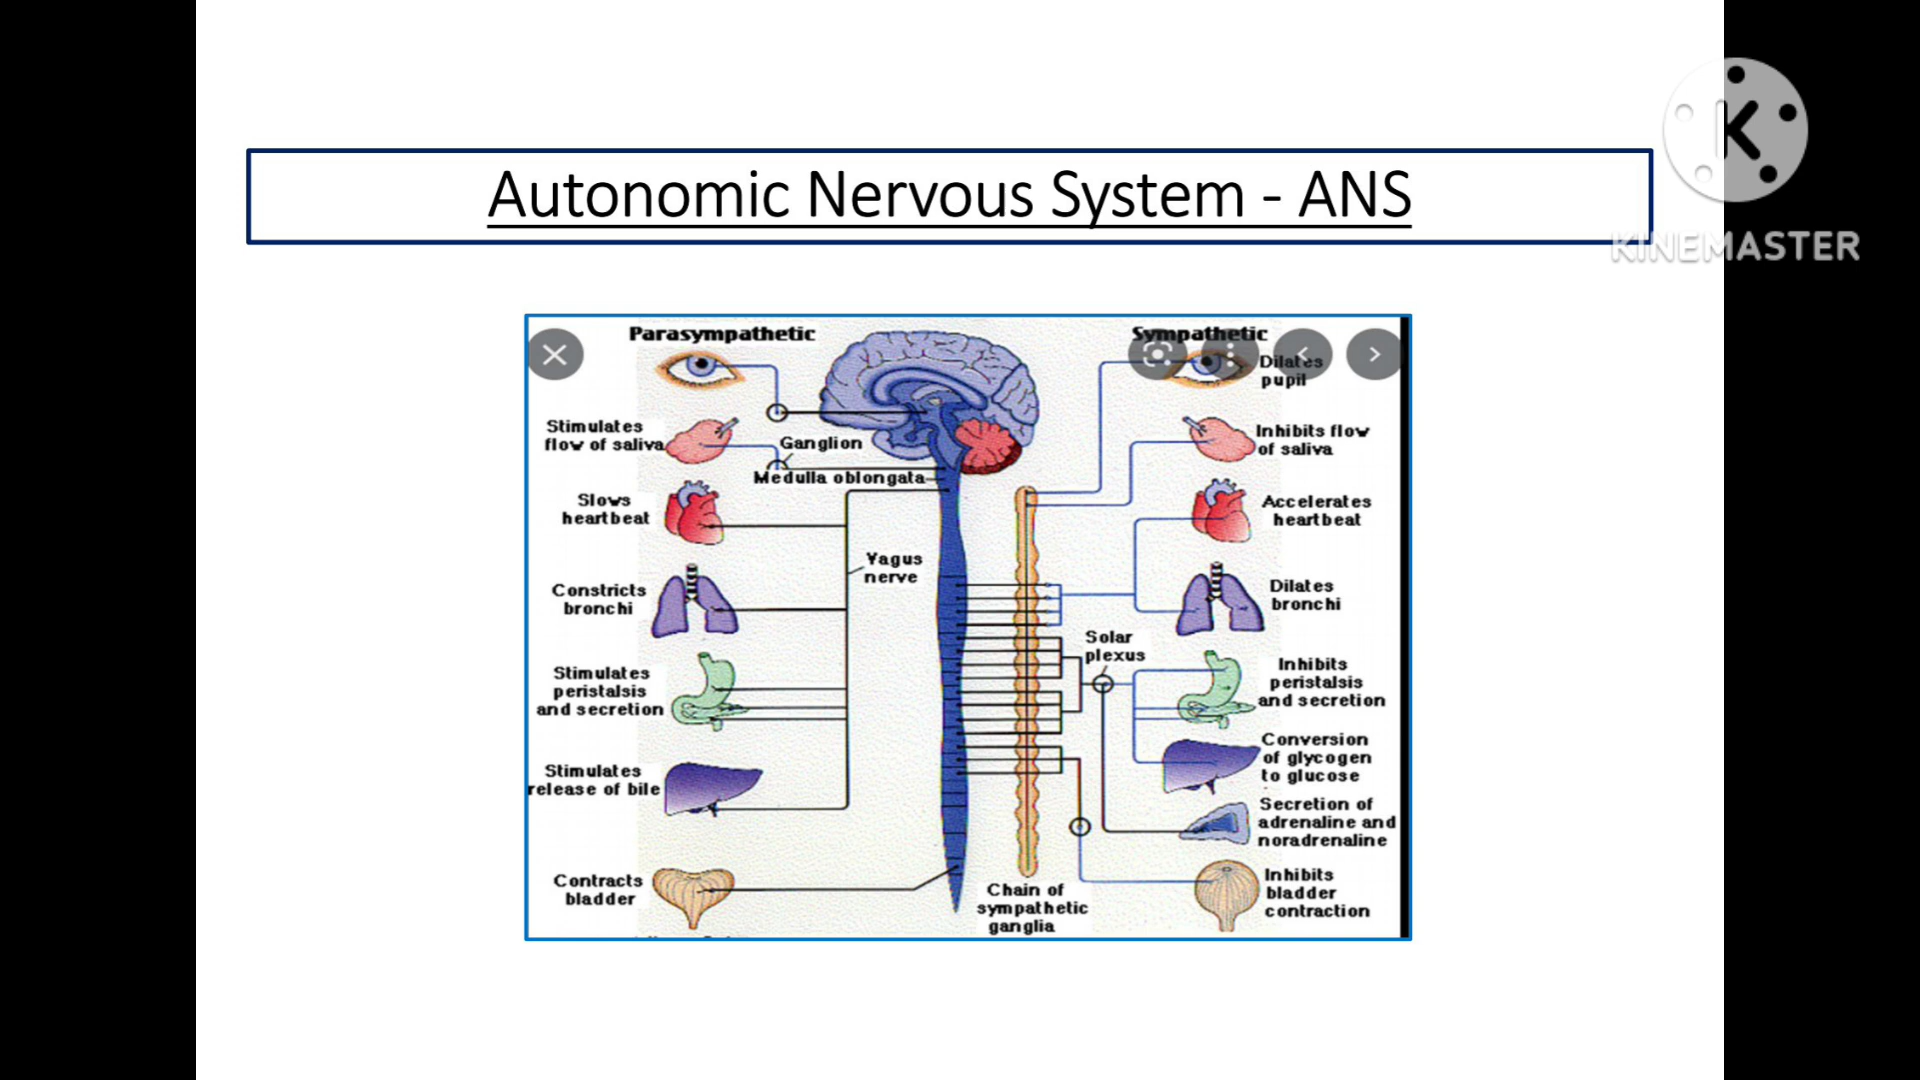 Autonomic Nervous System - ANS
K
KINEMASTER
Parasympathetic
Stimulates
flow of saliva
Ganglion
Medulla oblongata
Slows
heartbeat
Vagus
nerve
Constricts
bronchi
Stimulates
peristalsis
and secretion
Stimulates
release of bile
Contracts
bladder
Sympathetic
Dilates
pupil
Inhibits flow
of saliva
Accelerates
heartbeat
Dilates
bronchi
Solar
plexus
Inhibits
peristalsis
and secretion
Conversion
of glycogen
to glucose
Secretion of
adrenaline and
noradrenaline
Inhibits
bladder
contraction
Chain of
sympathetic
ganglia